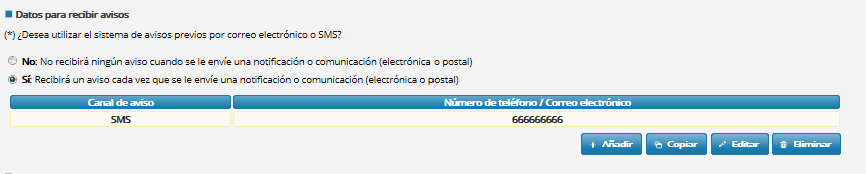 Datos para recibir avisos
(*) ¿Desea utilizar el sistema de avisos previos por correo electrónico o SMS?
No: No recibirá ningún aviso cuando se le envíe una notificación o comunicación (electrónica o postal)
Sí: Recibirá un aviso cada vez que se le envíe una notificación o comunicación (electrónica o postal)
Canal de aviso Número de teléfono / Correo electrónico
SMS 666666666
Añadir Copiar Editar Eliminar